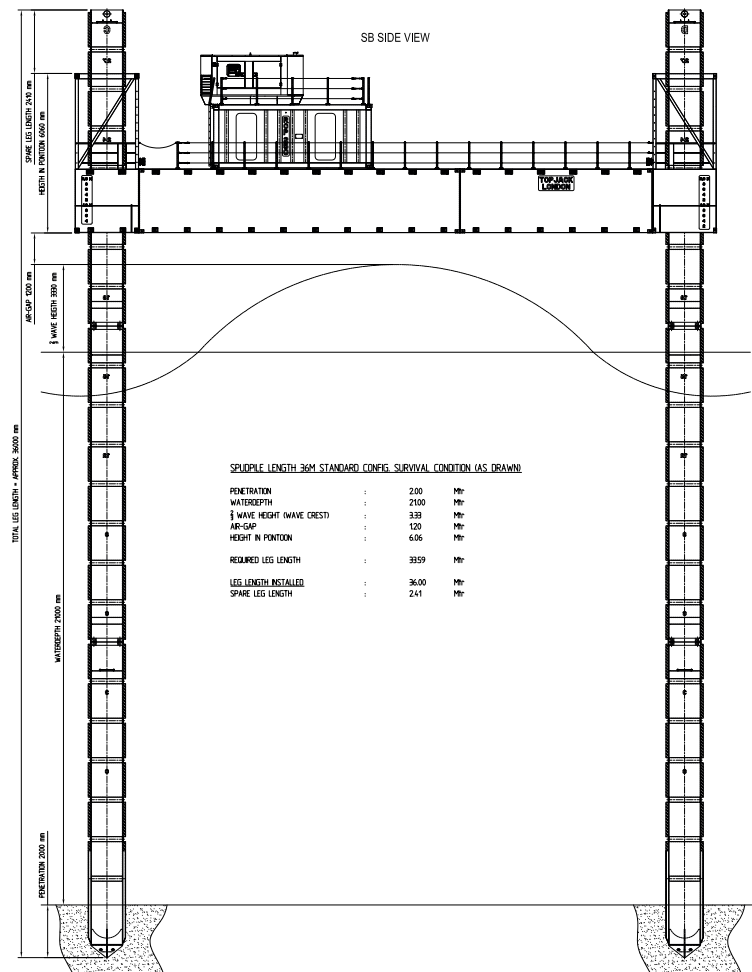 SB SIDE VIEW
SPARE LEG LENGTH 2410 mm
HEIGTH IN PONTOON 6060 mm
TOPJACK
LONDON
AIR-GAP 1200 mm
WAVE HEIGTH 3330 mm
TOTAL LEG LENGTH = APPROX. 36000 mm
WATERDEPTH 21000 mm
PENETRATION 2000 mm
SPUDPILE LENGTH 36M STANDARD CONFIG. SURVIVAL CONDITION (AS DRAWN)
PENETRATION : 2.00 Mtr
WATERDEPTH : 21.00 Mtr
2/3 WAVE HEIGHT (WAVE CREST) : 3.33 Mtr
AIR-GAP : 1.20 Mtr
HEIGHT IN PONTOON : 6.06 Mtr
REQUIRED LEG LENGTH : 33.59 Mtr
LEG LENGTH INSTALLED : 36.00 Mtr
SPARE LEG LENGTH : 2.41 Mtr